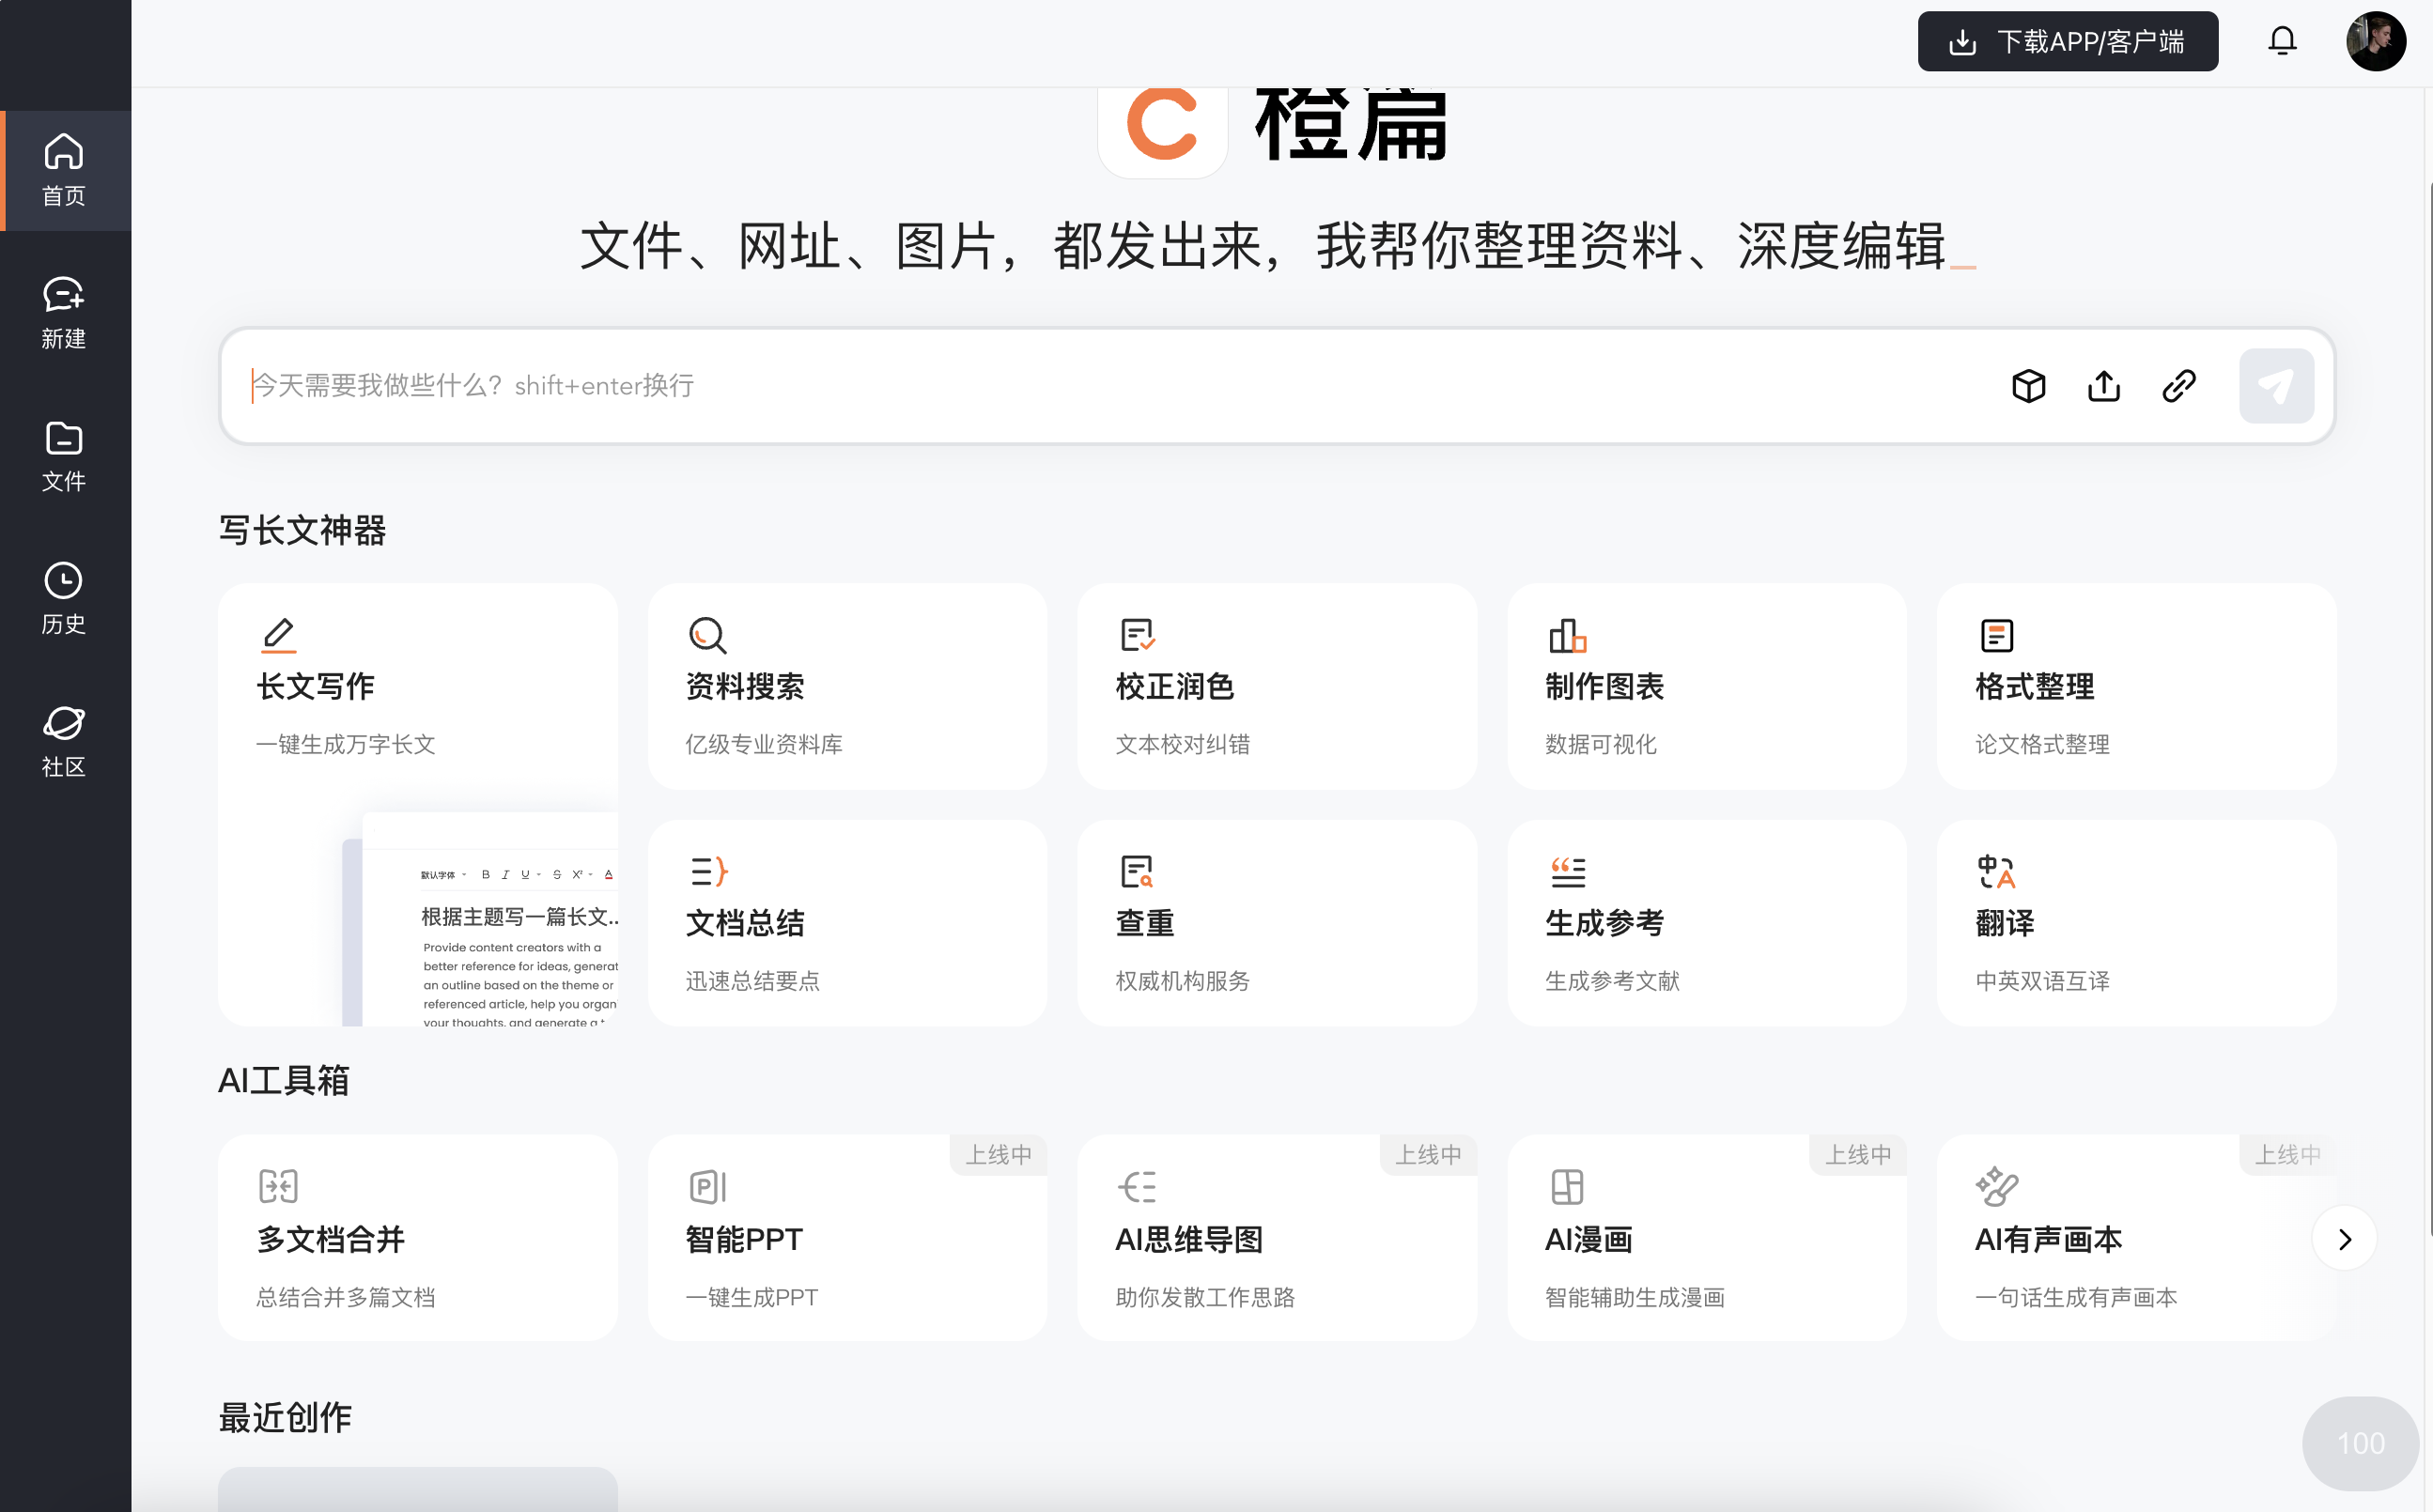 下载APP/客户端
橙篇
文件、网址、图片，都发出来，我帮你整理资料、深度编辑_
今天需要我做些什么？shift+enter换行
首页
新建
文件
历史
社区
写长文神器
长文写作
一键生成万字长文
默认字体 B I U S X² A
根据主题写一篇长文..
Provide content creators with a
better reference for ideas, generat
an outline based on the theme or
referenced article, help you organi
your thoughts, and generate a t
资料搜索
亿级专业资料库
校正润色
文本校对纠错
制作图表
数据可视化
格式整理
论文格式整理
文档总结
迅速总结要点
查重
权威机构服务
生成参考
生成参考文献
翻译
中英双语互译
AI工具箱
多文档合并
总结合并多篇文档
上线中
智能PPT
一键生成PPT
上线中
AI思维导图
助你发散工作思路
上线中
AI漫画
智能辅助生成漫画
上线中
AI有声画本
一句话生成有声画本
最近创作
100